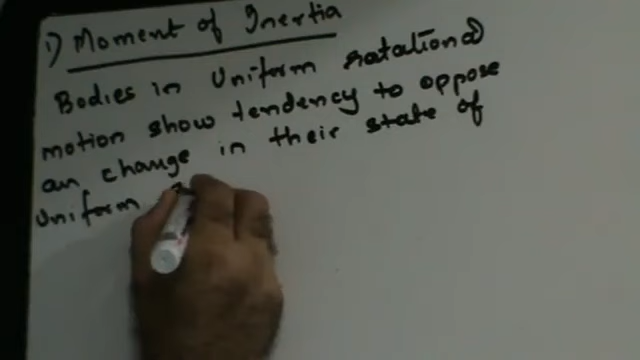 1) Moment of Inertia
Bodies in Uniform rotational
motion show tendency to oppose
an change in their state of
Uniform